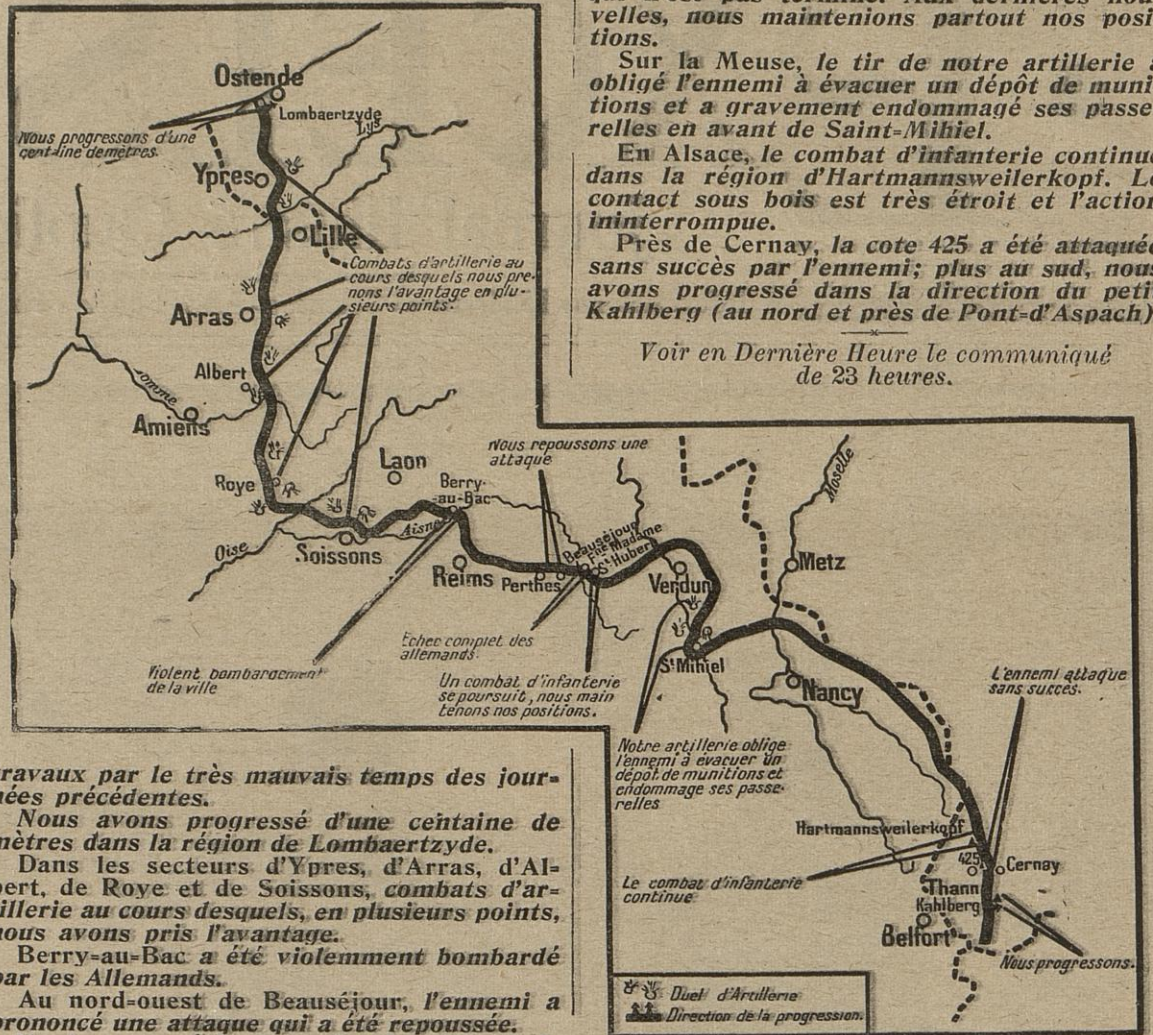 velles, nous maintenions partout nos posi-
tions.
Sur la Meuse, le tir de notre artillerie a
obligé l'ennemi à évacuer un dépôt de muni-
tions et a gravement endommagé ses passe-
relles en avant de Saint-Mihiel.
En Alsace, le combat d'infanterie continue
dans la région d'Hartmannsweilerkopf. Le
contact sous bois est très étroit et l'action
ininterrompue.
Près de Cernay, la cote 425 a été attaquée
sans succès par l'ennemi; plus au sud, nous
avons progressé dans la direction du petit
Kahlberg (au nord et près de Pont-d'Aspach)
Voir en Dernière Heure le communiqué
de 23 heures.
Ostende
Lombaertzyde
Lys
Nous progressons d'une
centaine de mètres.
Ypres
Lille
Combats d'artillerie au
cours desquels nous pre-
nons l'avantage en plu-
sieurs points.
Arras
Albert
Somme
Amiens
Roye
Laon
Oise
Soissons
Aisne
Berry-
au-Bac
Nous repoussons une
attaque
Reims
Perthes
Beauséjour
Fne Madame
St Hubert
Verdun
Moselle
Metz
Violent bombardement
de la ville
Echec complet des
allemands.
Un combat d'infanterie
se poursuit, nous main
tenons nos positions.
St Mihiel
Nancy
L'ennemi attaque
sans succes.
Notre artillerie oblige
l'ennemi à évacuer un
dépôt de munitions et
endommage ses passe-
relles
Hartmannsweilerkopf
425
Cernay
Le combat d'infanterie
continue
Thann
Kahlberg
Belfort
Nous progressons.
Duel d'Artillerie
Direction de la progression.
travaux par le très mauvais temps des jour-
nées précédentes.
Nous avons progressé d'une centaine de
mètres dans la région de Lombaertzyde.
Dans les secteurs d'Ypres, d'Arras, d'Al-
bert, de Roye et de Soissons, combats d'ar-
tillerie au cours desquels, en plusieurs points,
nous avons pris l'avantage.
Berry-au-Bac a été violemment bombardé
par les Allemands.
Au nord-ouest de Beauséjour, l'ennemi a
prononcé une attaque qui a été repoussée.